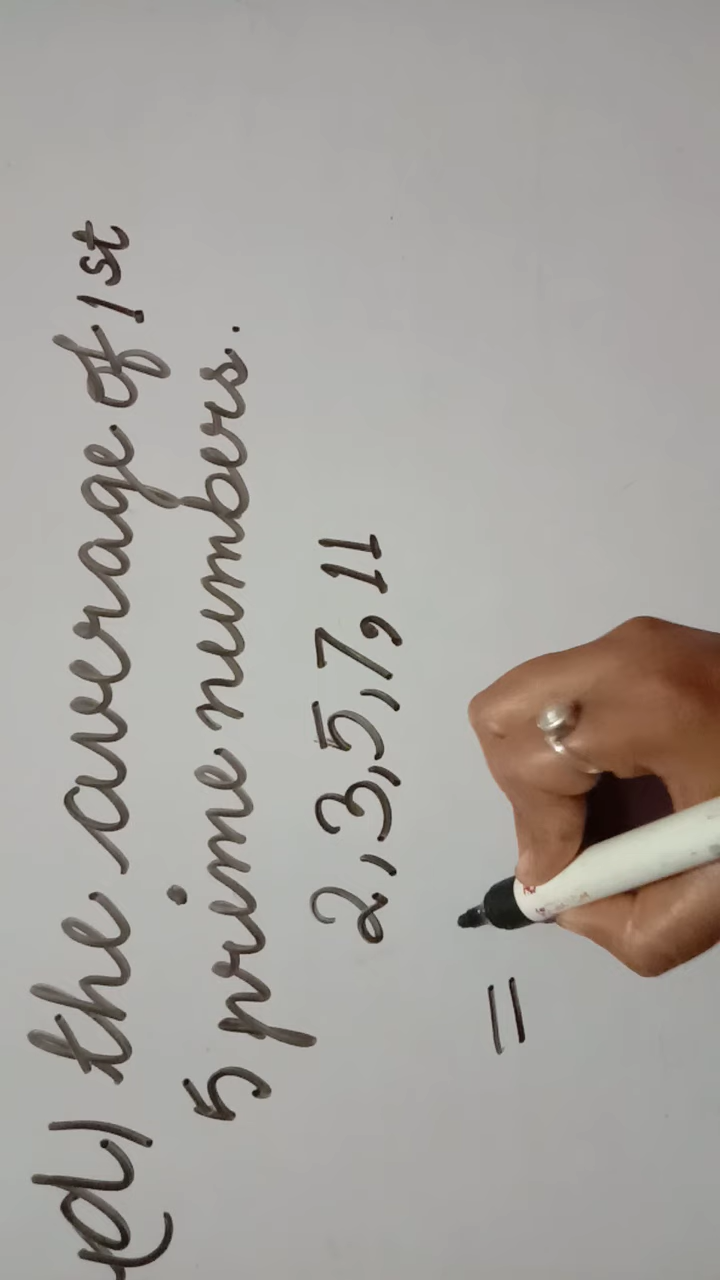 (d) the average of 1st
5 prime numbers.
2,3,5,7,11
=